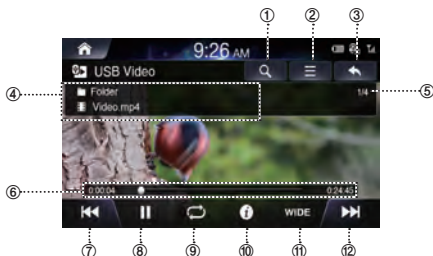 ① ② ③
9:26 AM
USB Video
④ Folder 1/4 ⑤
Video.mp4
⑥ 0:00:04 0:24:45
WIDE
⑦ ⑧ ⑨ ⑩ ⑪ ⑫